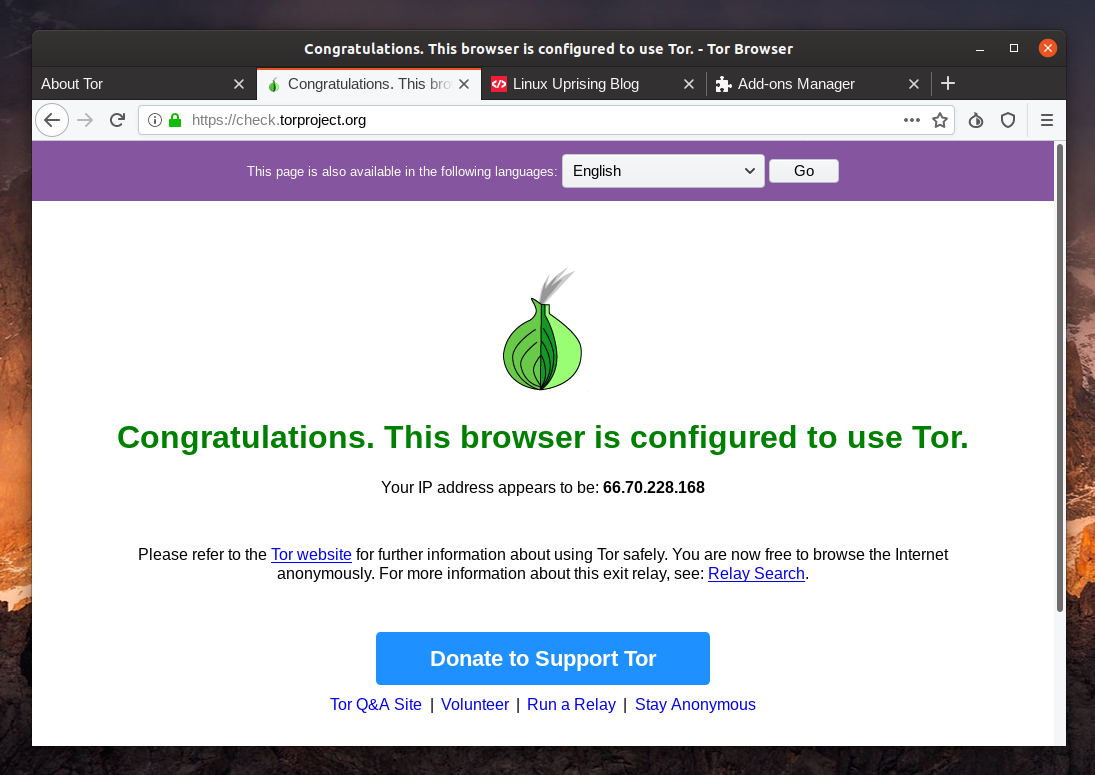 Congratulations. This browser is configured to use Tor. - Tor Browser
About Tor
Congratulations. This bro
Linux Uprising Blog
Add-ons Manager
https://check.torproject.org
This page is also available in the following languages: English Go
Congratulations. This browser is configured to use Tor.
Your IP address appears to be: 66.70.228.168
Please refer to the Tor website for further information about using Tor safely. You are now free to browse the Internet
anonymously. For more information about this exit relay, see: Relay Search.
Donate to Support Tor
Tor Q&A Site | Volunteer | Run a Relay | Stay Anonymous